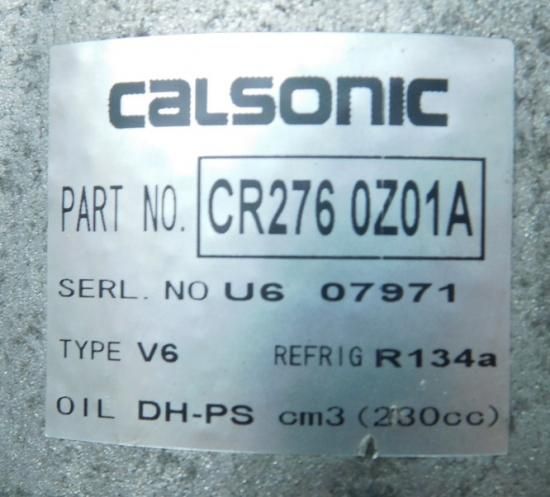 CALSONIC
PART NO. CR276 0Z01A
SERL. NO U6 07971
TYPE V6 REFRIG R134a
OIL DH-PS cm3 (230cc)